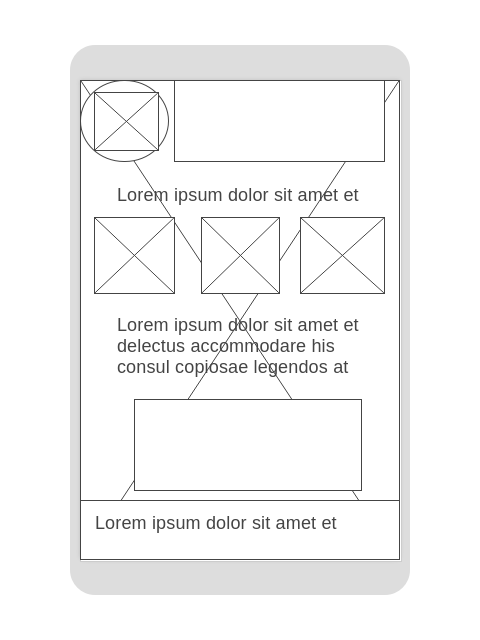 Lorem ipsum dolor sit amet et
Lorem ipsum dolor sit amet et
delectus accommodare his
consul copiosae legendos at
Lorem ipsum dolor sit amet et